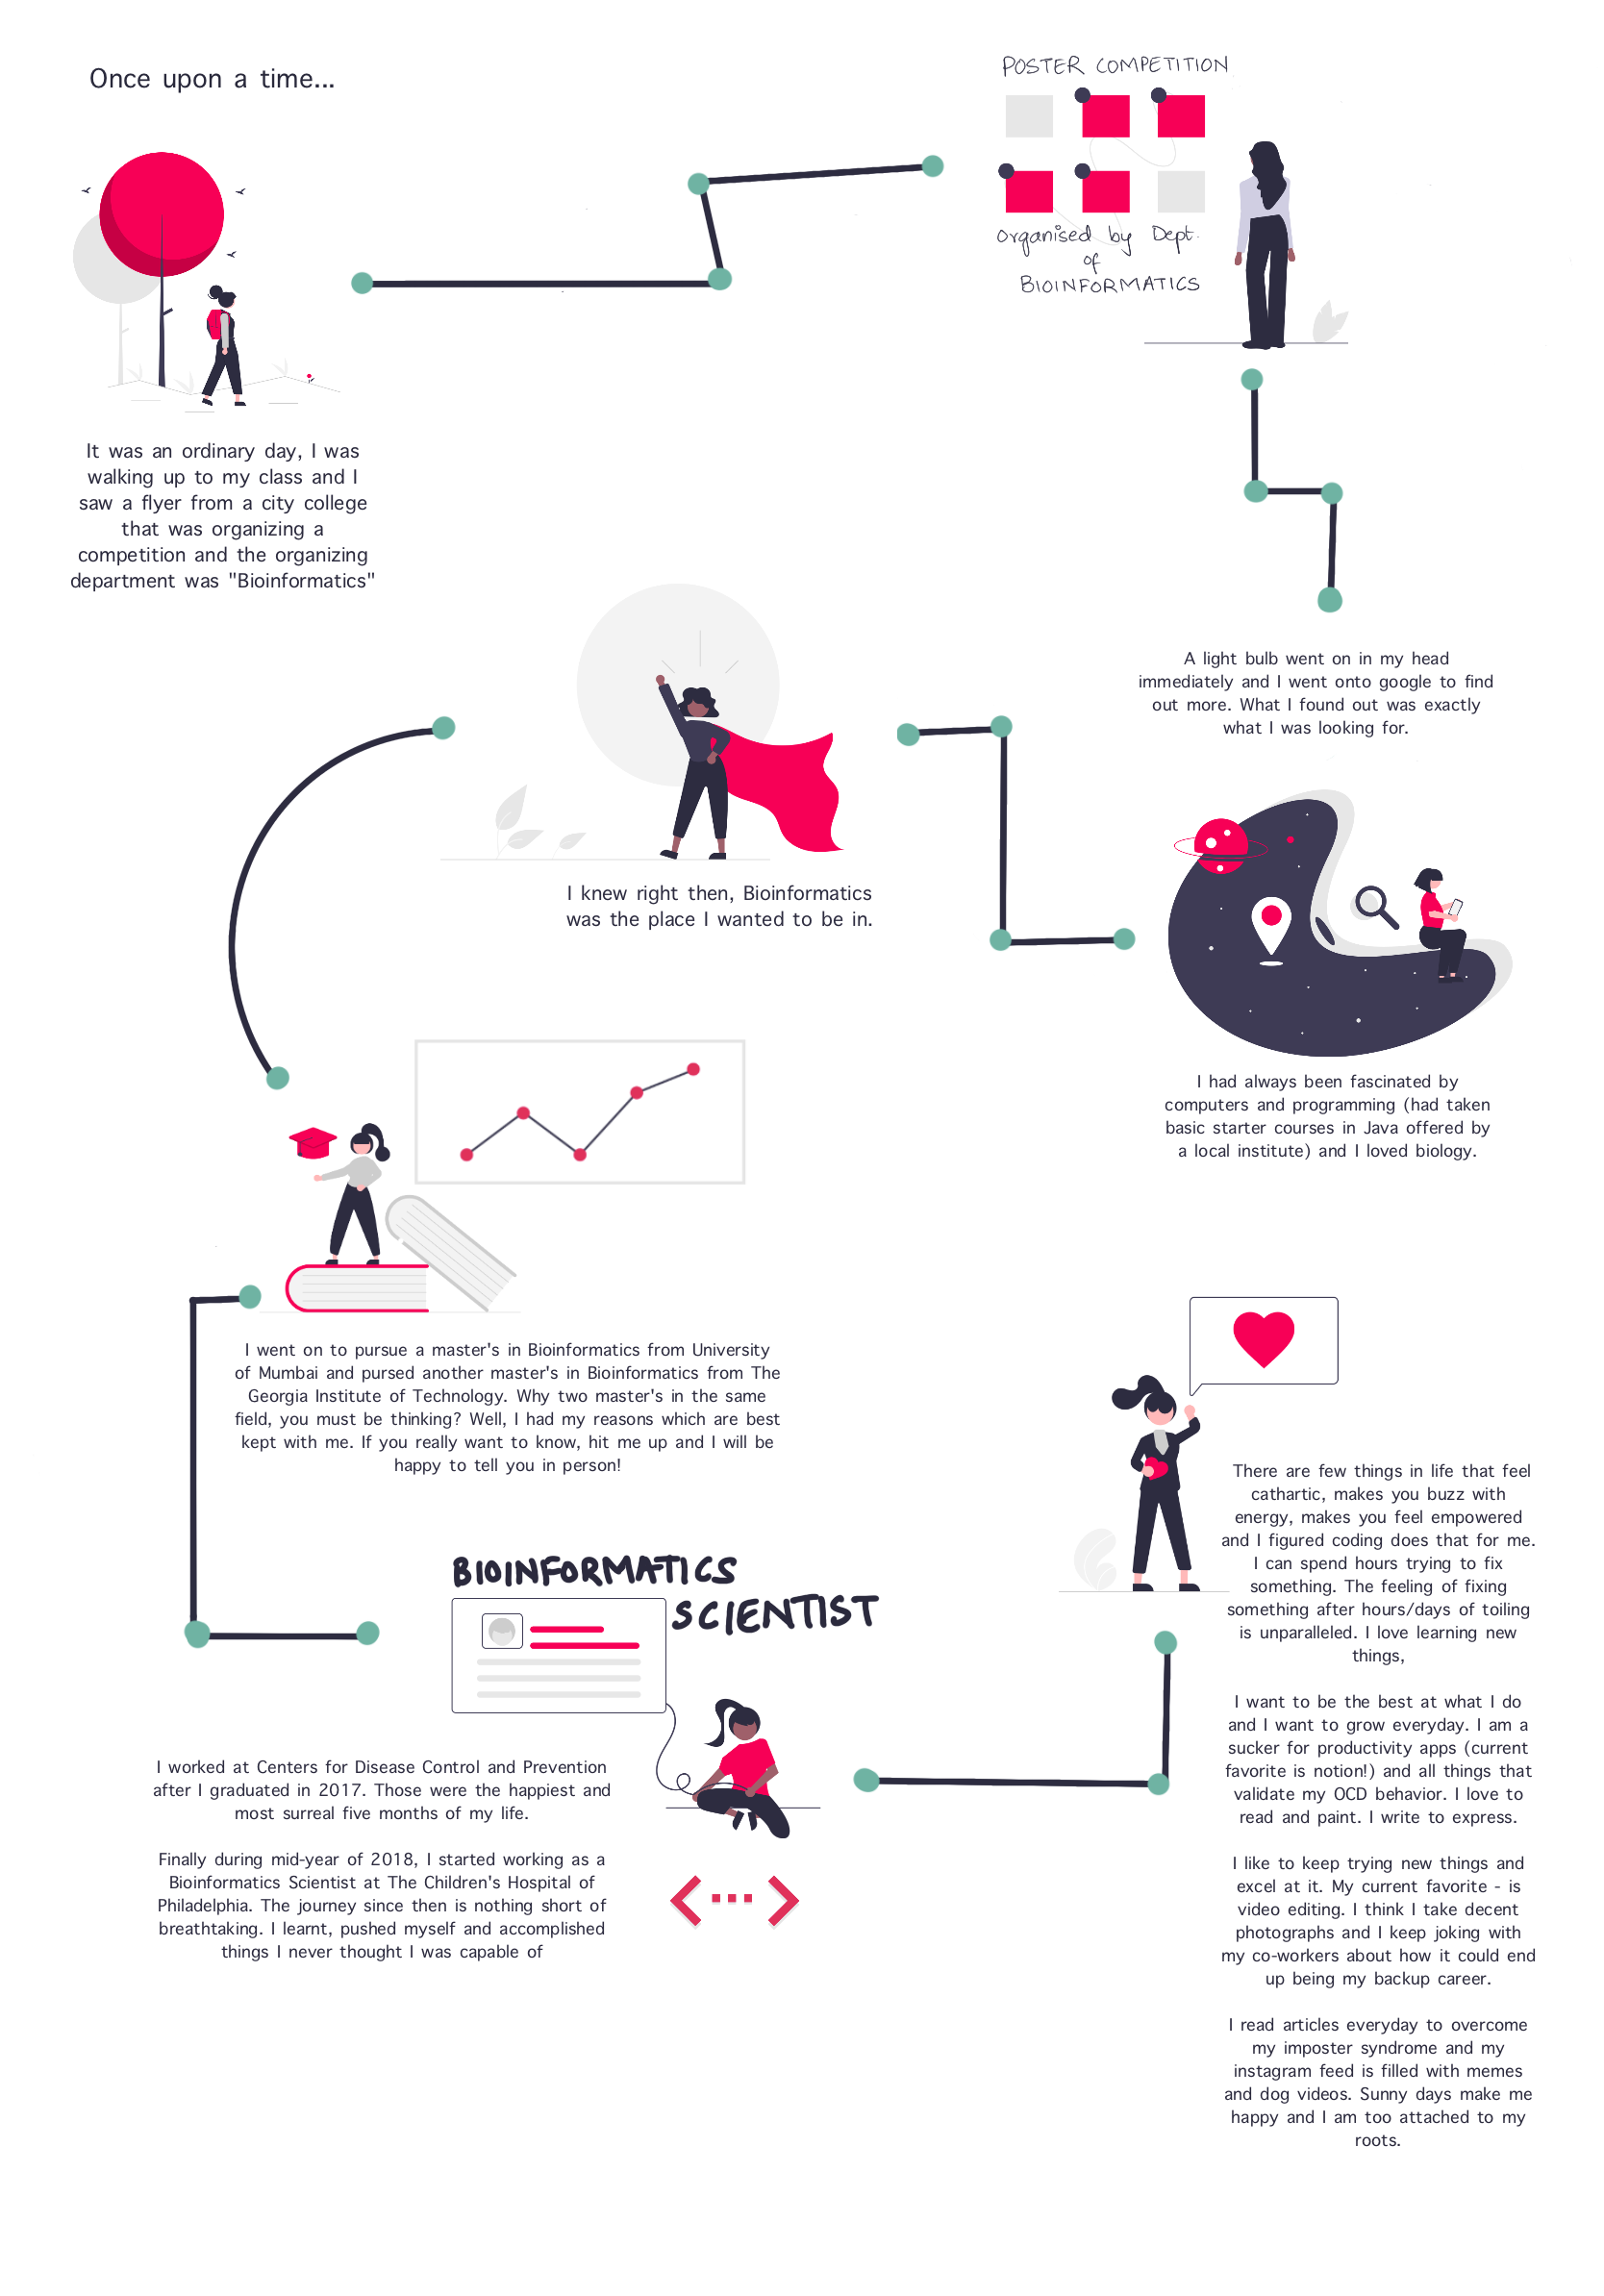 Once upon a time...
POSTER COMPETITION
Organised by Dept.
of
BIOINFORMATICS
It was an ordinary day, I was
walking up to my class and I
saw a flyer from a city college
that was organizing a
competition and the organizing
department was "Bioinformatics"
A light bulb went on in my head
immediately and I went onto google to find
out more. What I found out was exactly
what I was looking for.
I had always been fascinated by
computers and programming (had taken
basic starter courses in Java offered by
a local institute) and I loved biology.
I knew right then, Bioinformatics
was the place I wanted to be in.
I went on to pursue a master's in Bioinformatics from University
of Mumbai and pursed another master's in Bioinformatics from The
Georgia Institute of Technology. Why two master's in the same
field, you must be thinking? Well, I had my reasons which are best
kept with me. If you really want to know, hit me up and I will be
happy to tell you in person!
BIOINFORMATICS
SCIENTIST
I worked at Centers for Disease Control and Prevention
after I graduated in 2017. Those were the happiest and
most surreal five months of my life.
Finally during mid-year of 2018, I started working as a
Bioinformatics Scientist at The Children's Hospital of
Philadelphia. The journey since then is nothing short of
breathtaking. I learnt, pushed myself and accomplished
things I never thought I was capable of
There are few things in life that feel
cathartic, makes you buzz with
energy, makes you feel empowered
and I figured coding does that for me.
I can spend hours trying to fix
something. The feeling of fixing
something after hours/days of toiling
is unparalleled. I love learning new
things,
I want to be the best at what I do
and I want to grow everyday. I am a
sucker for productivity apps (current
favorite is notion!) and all things that
validate my OCD behavior. I love to
read and paint. I write to express.
I like to keep trying new things and
excel at it. My current favorite - is
video editing. I think I take decent
photographs and I keep joking with
my co-workers about how it could end
up being my backup career.
I read articles everyday to overcome
my imposter syndrome and my
instagram feed is filled with memes
and dog videos. Sunny days make me
happy and I am too attached to my
roots.